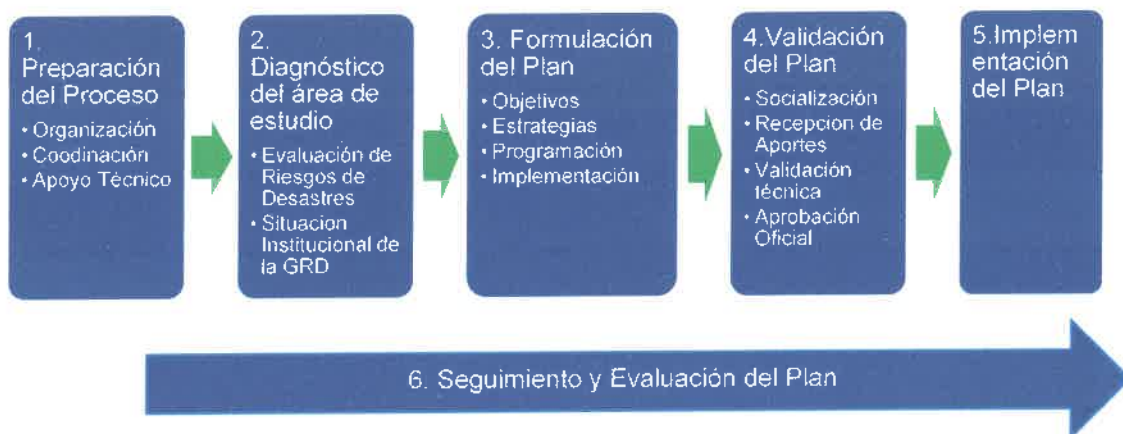 1.
Preparación
del Proceso
• Organización
• Coodinación
• Apoyo Técnico
2.
Diagnóstico
del área de
estudio
• Evaluación de
Riesgos de
Desastres
• Situacion
Institucional de
la GRD
3. Formulación
del Plan
• Objetivos
• Estrategias
• Programación
• Implementación
4.Validación
del Plan
• Socialización
• Recepcion de
Aportes
• Validación
técnica
• Aprobación
Oficial
5.Implem
entación
del Plan
6. Seguimiento y Evaluación del Plan